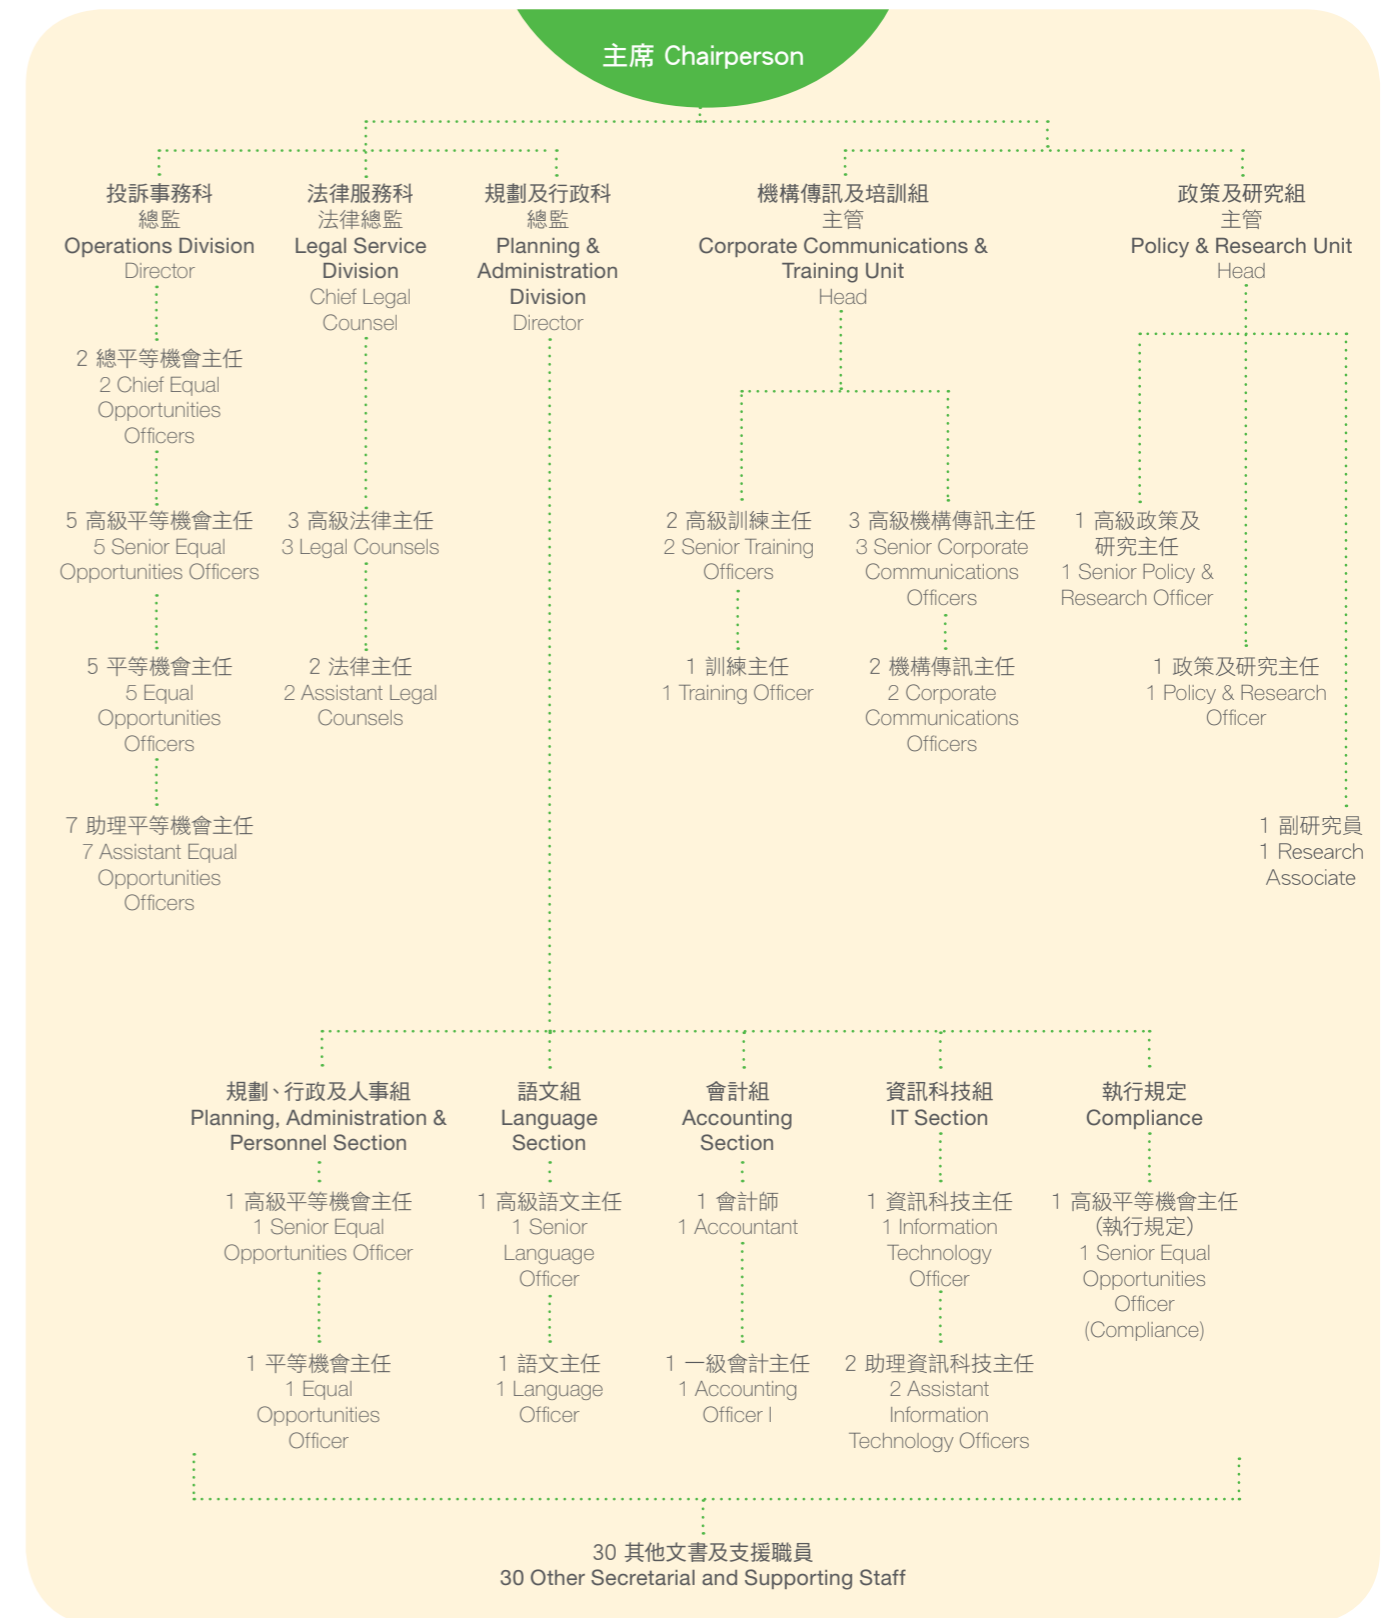 主席 Chairperson
投訴事務科
總監
Operations Division
Director
法律服務科
法律總監
Legal Service
Division
Chief Legal
Counsel
規劃及行政科
總監
Planning &
Administration
Division
Director
機構傳訊及培訓組
主管
Corporate Communications &
Training Unit
Head
政策及研究組
主管
Policy & Research Unit
Head
2 總平等機會主任
2 Chief Equal
Opportunities
Officers
5 高級平等機會主任
5 Senior Equal
Opportunities Officers
3 高級法律主任
3 Legal Counsels
2 高級訓練主任
2 Senior Training
Officers
3 高級機構傳訊主任
3 Senior Corporate
Communications
Officers
1 高級政策及
研究主任
1 Senior Policy &
Research Officer
5 平等機會主任
5 Equal
Opportunities
Officers
2 法律主任
2 Assistant Legal
Counsels
1 訓練主任
1 Training Officer
2 機構傳訊主任
2 Corporate
Communications
Officers
1 政策及研究主任
1 Policy & Research
Officer
7 助理平等機會主任
7 Assistant Equal
Opportunities
Officers
1 副研究員
1 Research
Associate
規劃、行政及人事組
Planning, Administration &
Personnel Section
語文組
Language
Section
會計組
Accounting
Section
資訊科技組
IT Section
執行規定
Compliance
1 高級平等機會主任
1 Senior Equal
Opportunities Officer
1 高級語文主任
1 Senior
Language
Officer
1 會計師
1 Accountant
1 資訊科技主任
1 Information
Technology
Officer
1 高級平等機會主任
（執行規定）
1 Senior Equal
Opportunities
Officer
(Compliance)
1 平等機會主任
1 Equal
Opportunities
Officer
1 語文主任
1 Language
Officer
1 一級會計主任
1 Accounting
Officer I
2 助理資訊科技主任
2 Assistant
Information
Technology Officers
30 其他文書及支援職員
30 Other Secretarial and Supporting Staff